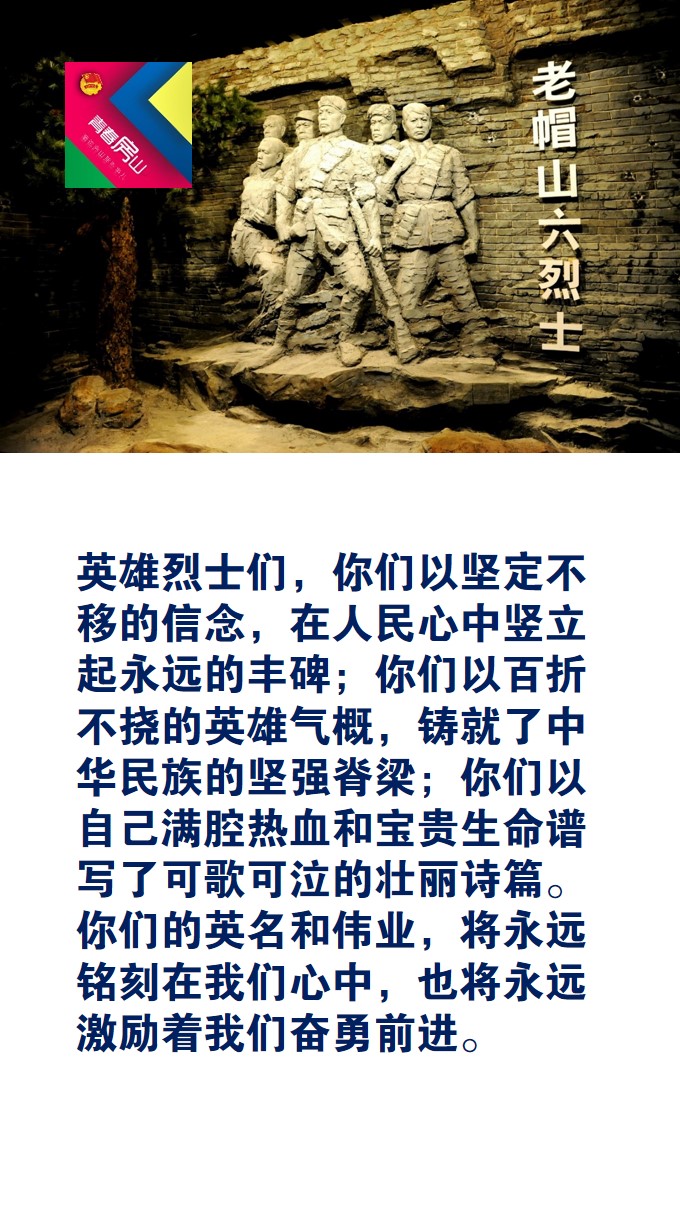 青春房山
老帽山六烈士
英雄烈士们，你们以坚定不
移的信念，在人民心中竖立
起永远的丰碑；你们以百折
不挠的英雄气概，铸就了中
华民族的坚强脊梁；你们以
自己满腔热血和宝贵生命谱
写了可歌可泣的壮丽诗篇。
你们的英名和伟业，将永远
铭刻在我们心中，也将永远
激励着我们奋勇前进。